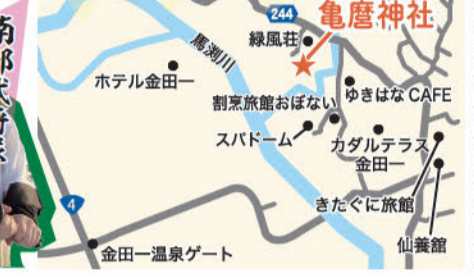 244
亀麿神社
緑風荘
馬渕川
ホテル金田一
割烹旅館おぼない
ゆきはなCAFE
スパドーム
カダルテラス
金田一
きたぐに旅館
4
仙養舘
金田一温泉ゲート